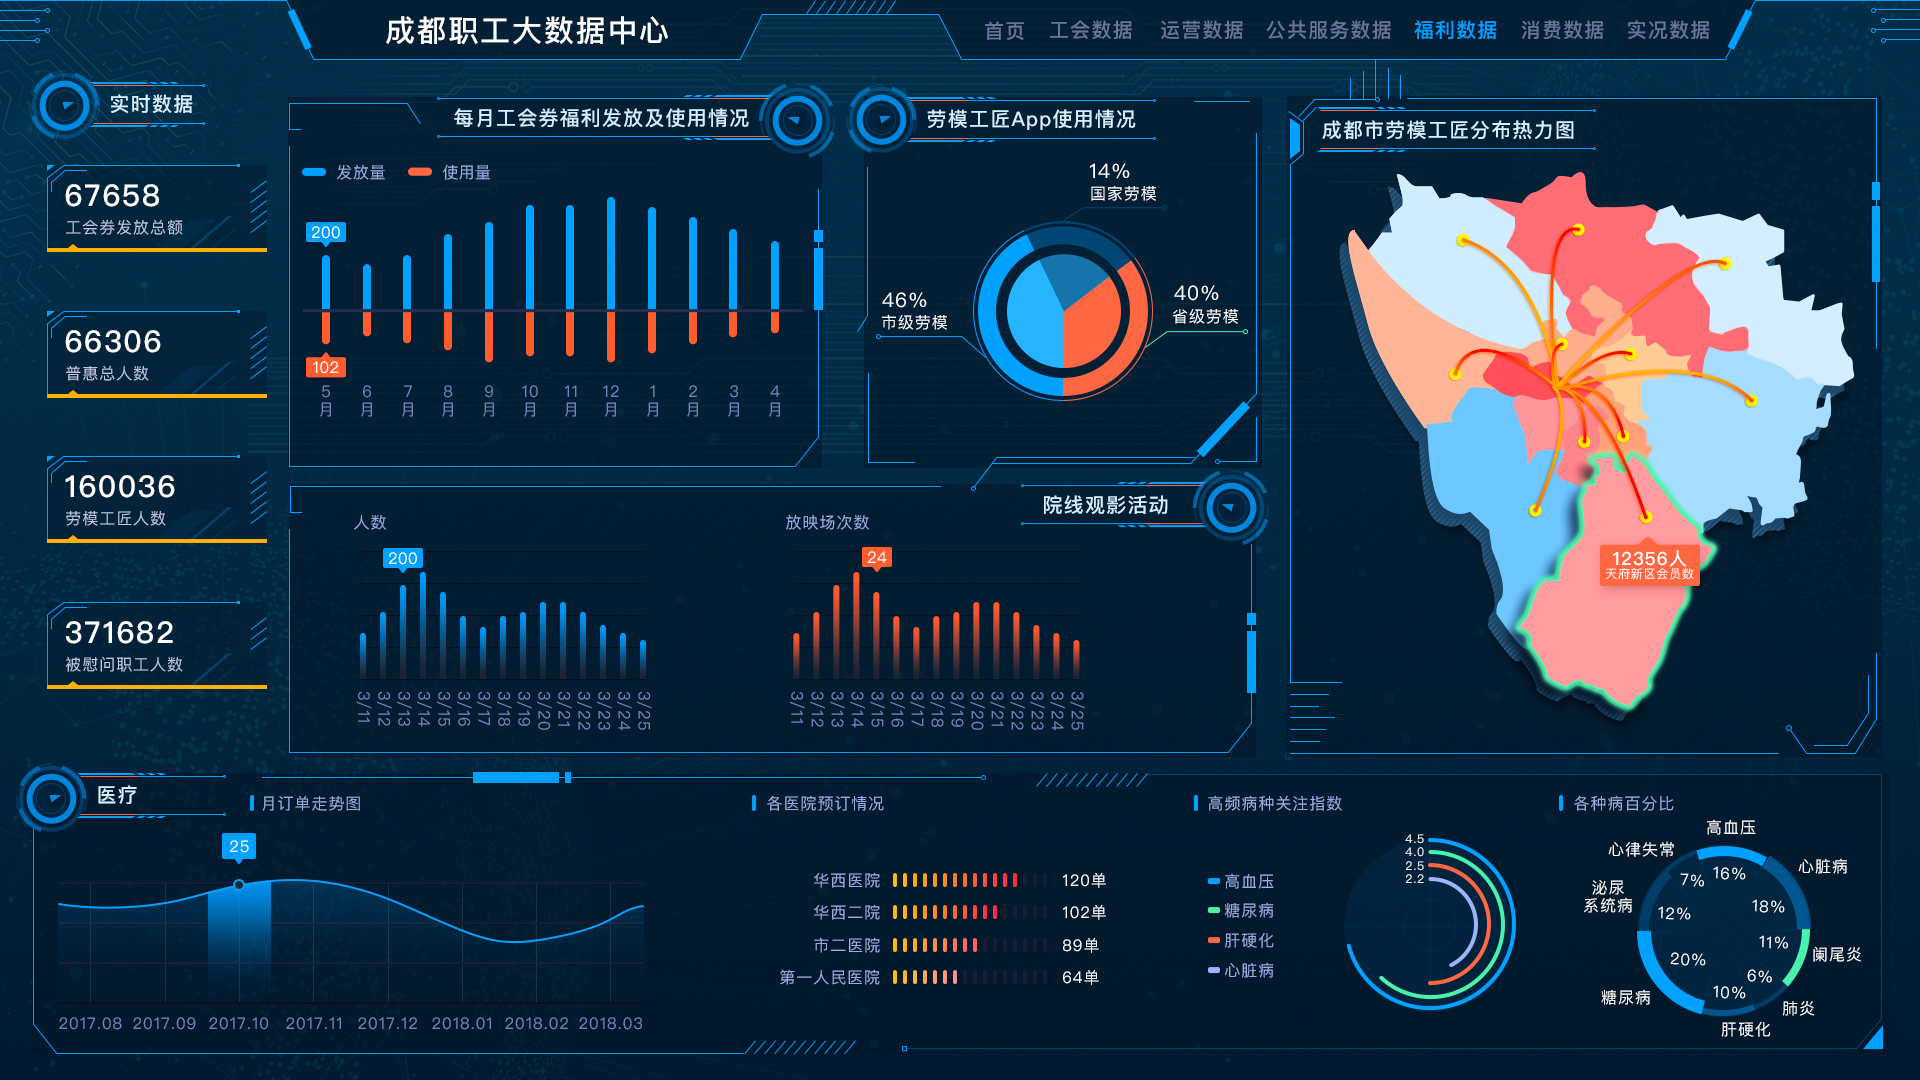 成都职工大数据中心
首页 工会数据 运营数据 公共服务数据 福利数据 消费数据 实况数据
实时数据
67658
工会券发放总额
66306
普惠总人数
160036
劳模工匠人数
371682
被慰问职工人数
每月工会券福利发放及使用情况
发放量 使用量
200
102
5月 6月 7月 8月 9月 10月 11月 12月 1月 2月 3月 4月
劳模工匠App使用情况
14%
国家劳模
46%
市级劳模
40%
省级劳模
成都市劳模工匠分布热力图
12356人
天府新区会员数
院线观影活动
人数
200
3/11 3/12 3/13 3/14 3/15 3/16 3/17 3/18 3/19 3/20 3/21 3/22 3/23 3/24 3/25
放映场次数
24
3/11 3/12 3/13 3/14 3/15 3/16 3/17 3/18 3/19 3/20 3/21 3/22 3/23 3/24 3/25
医疗
月订单走势图
25
2017.08 2017.09 2017.10 2017.11 2017.12 2018.01 2018.02 2018.03
各医院预订情况
华西医院 120单
华西二院 102单
市二医院 89单
第一人民医院 64单
高频病种关注指数
4.5
4.0
2.5
2.2
高血压
糖尿病
肝硬化
心脏病
各种病百分比
高血压
心律失常
心脏病
泌尿
系统病
阑尾炎
糖尿病
肺炎
肝硬化
16%
7%
18%
12%
11%
20%
6%
10%